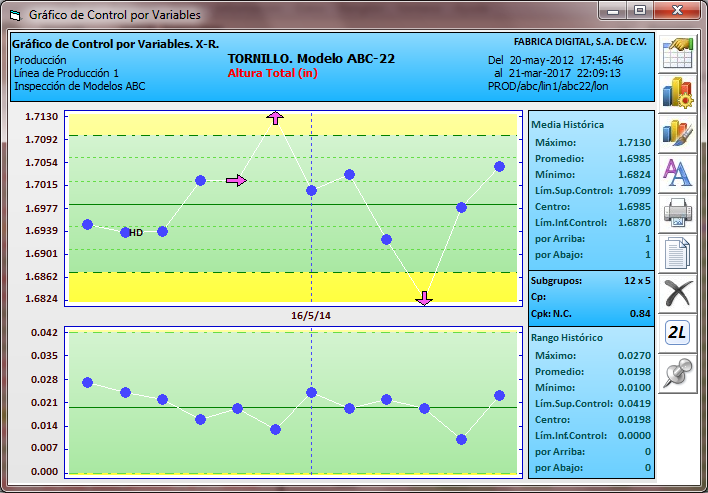 Gráfico de Control por Variables
Gráfico de Control por Variables. X-R.
Producción
Línea de Producción 1
Inspección de Modelos ABC
TORNILLO. Modelo ABC-22
Altura Total (in)
FABRICA DIGITAL, S.A. DE C.V.
Del 20-may-2012 17:45:46
al 21-mar-2017 22:09:13
PROD/abc/lin1/abc22/lon
1.7130
1.7092
1.7054
1.7015
1.6977
1.6939
1.6901
1.6862
1.6824
HD
16/5/14
Media Histórica
Máximo: 1.7130
Promedio: 1.6985
Mínimo: 1.6824
Lím.Sup.Control: 1.7099
Centro: 1.6985
Lím.Inf.Control: 1.6870
por Arriba: 1
por Abajo: 1
Subgrupos: 12 x 5
Cp: -
Cpk: N.C. 0.84
0.042
0.035
0.028
0.021
0.014
0.007
0.000
Rango Histórico
Máximo: 0.0270
Promedio: 0.0198
Mínimo: 0.0100
Lím.Sup.Control: 0.0419
Centro: 0.0198
Lím.Inf.Control: 0.0000
por Arriba: 0
por Abajo: 0
2L